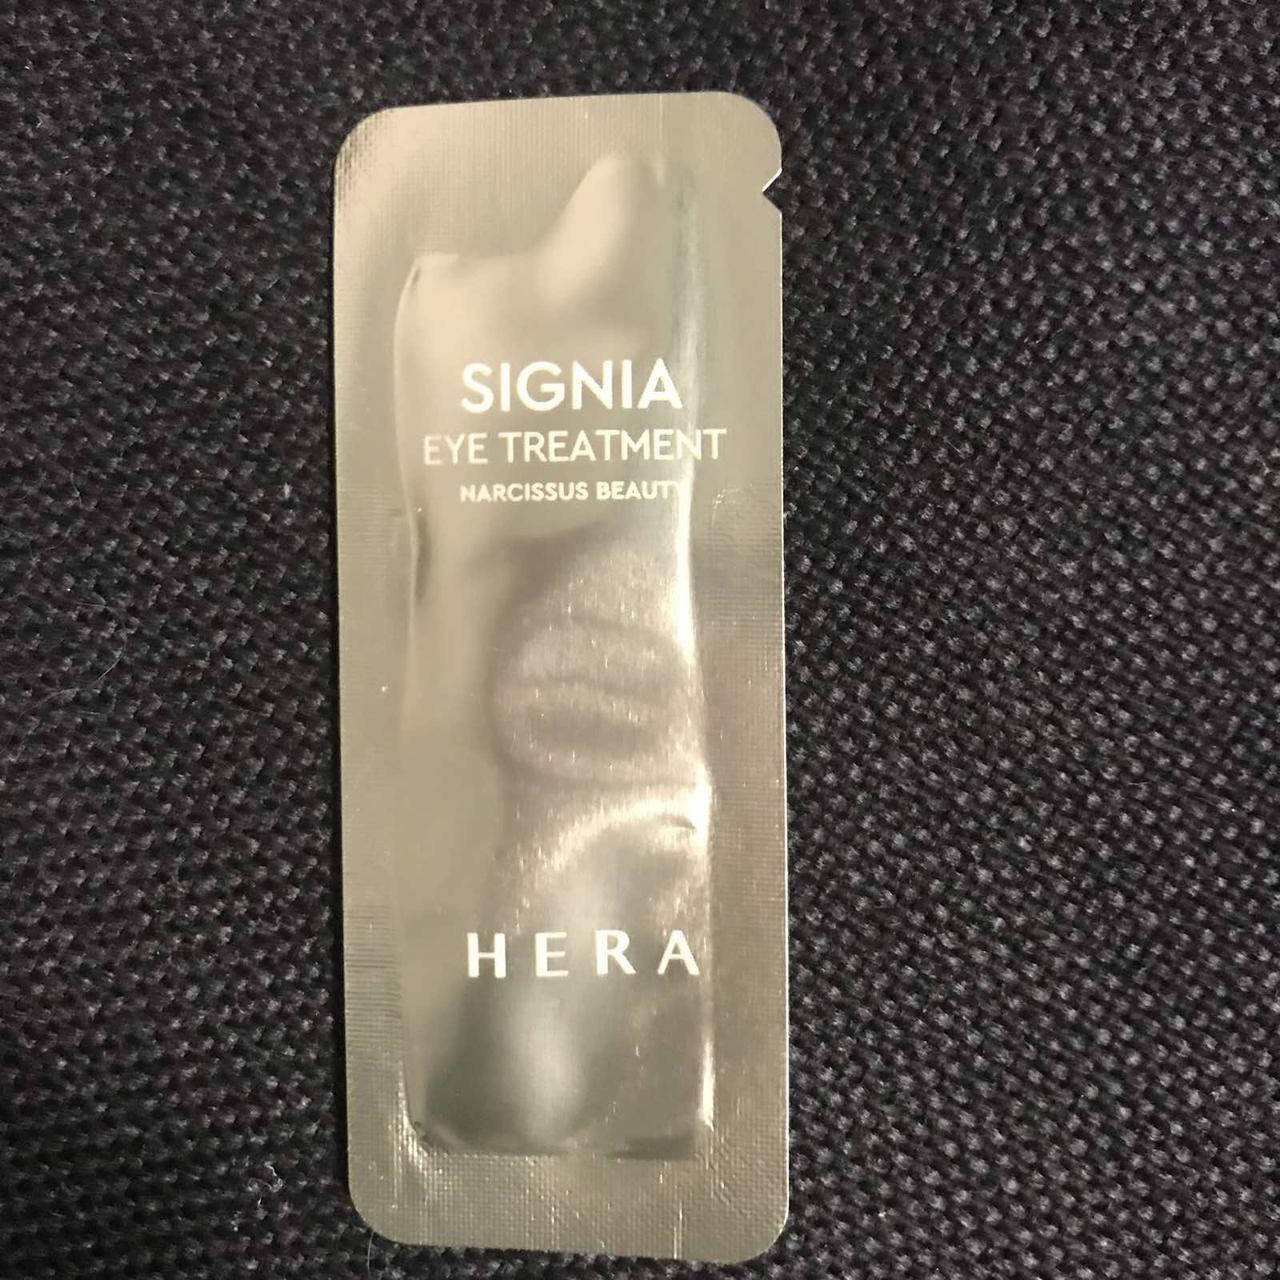 SIGNIA
EYE TREATMENT
NARCISSUS BEAUTY
HERA